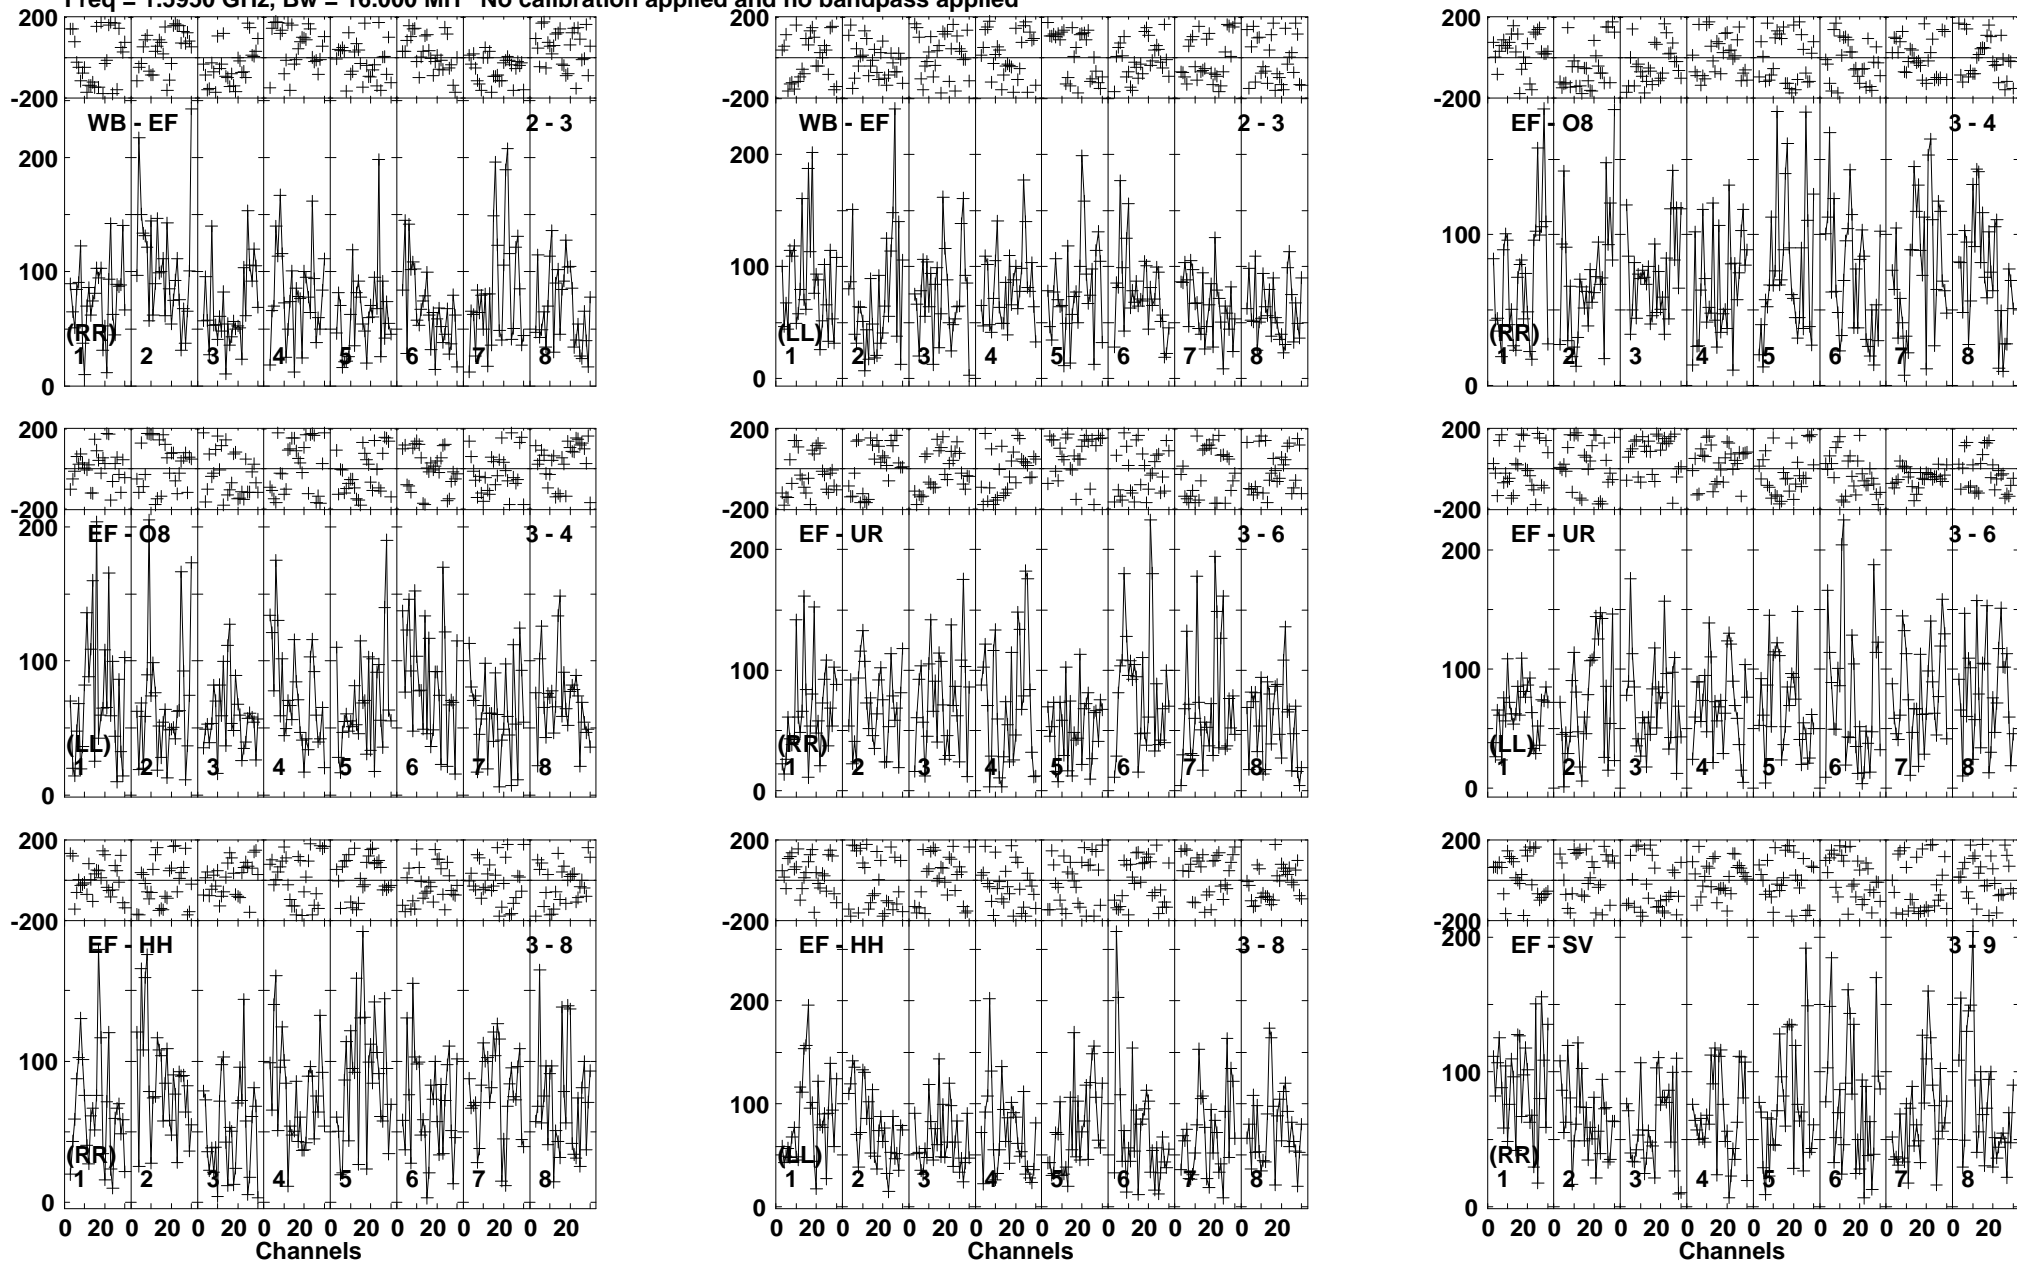 Freq = 1.5950 GHz, Bw = 16.000 MH No calibration applied and no bandpass applied
200 200 200
-200 -200 -200
WB - EF 2 - 3 WB - EF 2 - 3 EF - O8 3 - 4
200 200
100 100 100
(RR) (LL) (RR)
1 2 3 4 5 6 7 8 1 2 3 4 5 6 7 8 1 2 3 4 5 6 7 8
0 0 0
200 200 200
-200 -200 -200
200
EF - O8 3 - 4 EF - UR 3 - 6 EF - UR 3 - 6
200 200
100 100 100
(LL) (RR) (LL)
1 2 3 4 5 6 7 8 1 2 3 4 5 6 7 8 1 2 3 4 5 6 7 8
0 0 0
200 200 200
-200 -200 -200
200
EF - HH 3 - 8 EF - HH 3 - 8 EF - SV 3 - 9
200
100 100 100
(RR) (LL) (RR)
1 2 3 4 5 6 7 8 1 2 3 4 5 6 7 8 1 2 3 4 5 6 7 8
0 0 0
0 20 0 20 0 20 0 20 0 20 0 20 0 20 0 20 0 20 0 20 0 20 0 20 0 20 0 20 0 20 0 20 0 20 0 20 0 20 0 20 0 20 0 20 0 20 0 20
Channels Channels Channels